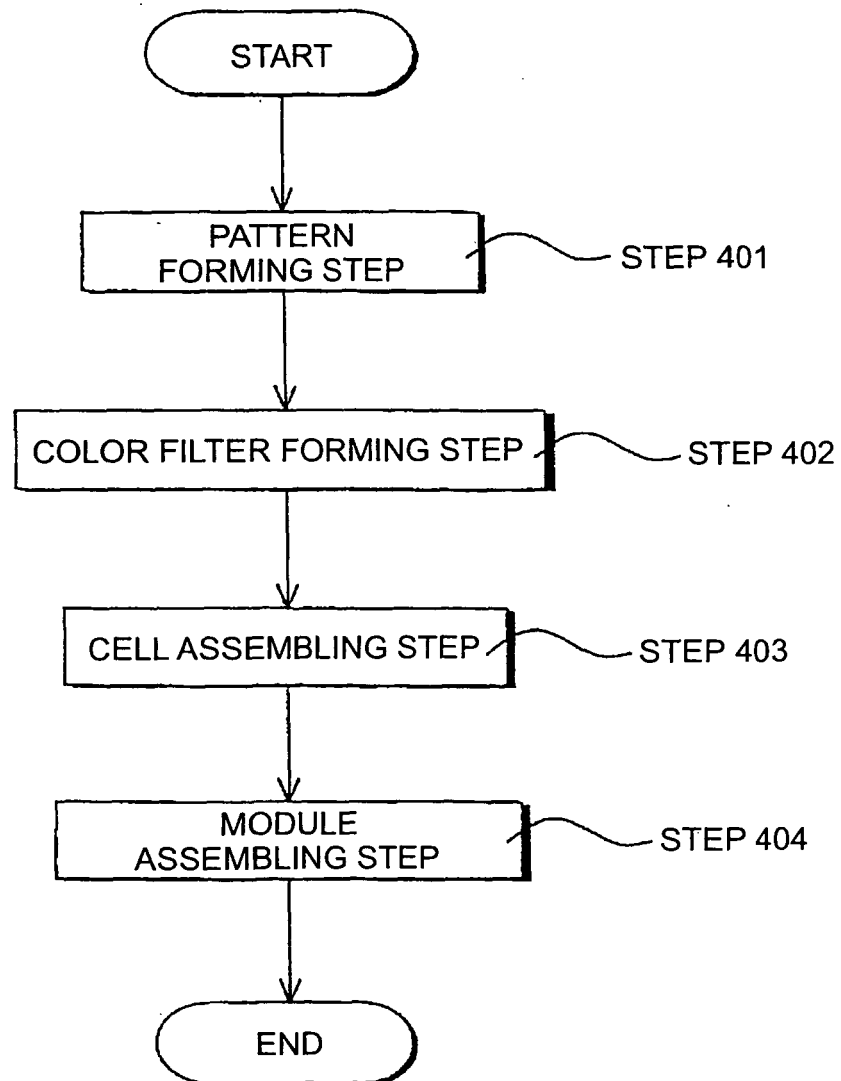 START
PATTERN
FORMING STEP
STEP 401
COLOR FILTER FORMING STEP
STEP 402
CELL ASSEMBLING STEP
STEP 403
MODULE
ASSEMBLING STEP
STEP 404
END